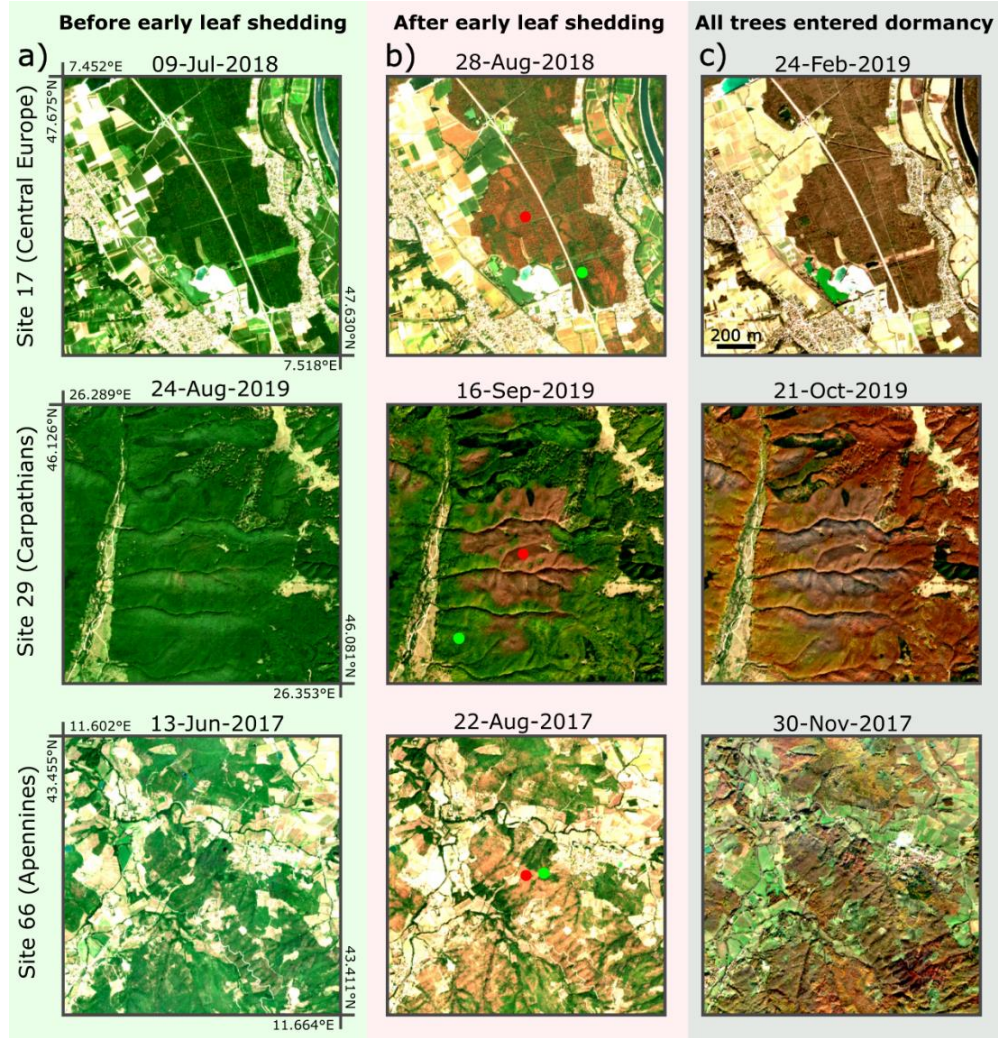 Before early leaf shedding
After early leaf shedding
All trees entered dormancy
a)
b)
c)
Site 17 (Central Europe)
7.452°E
47.675°N
09-Jul-2018
28-Aug-2018
24-Feb-2019
47.630°N
7.518°E
200 m
Site 29 (Carpathians)
26.289°E
46.126°N
24-Aug-2019
16-Sep-2019
21-Oct-2019
46.081°N
26.353°E
Site 66 (Apennines)
11.602°E
43.455°N
13-Jun-2017
22-Aug-2017
30-Nov-2017
43.411°N
11.664°E